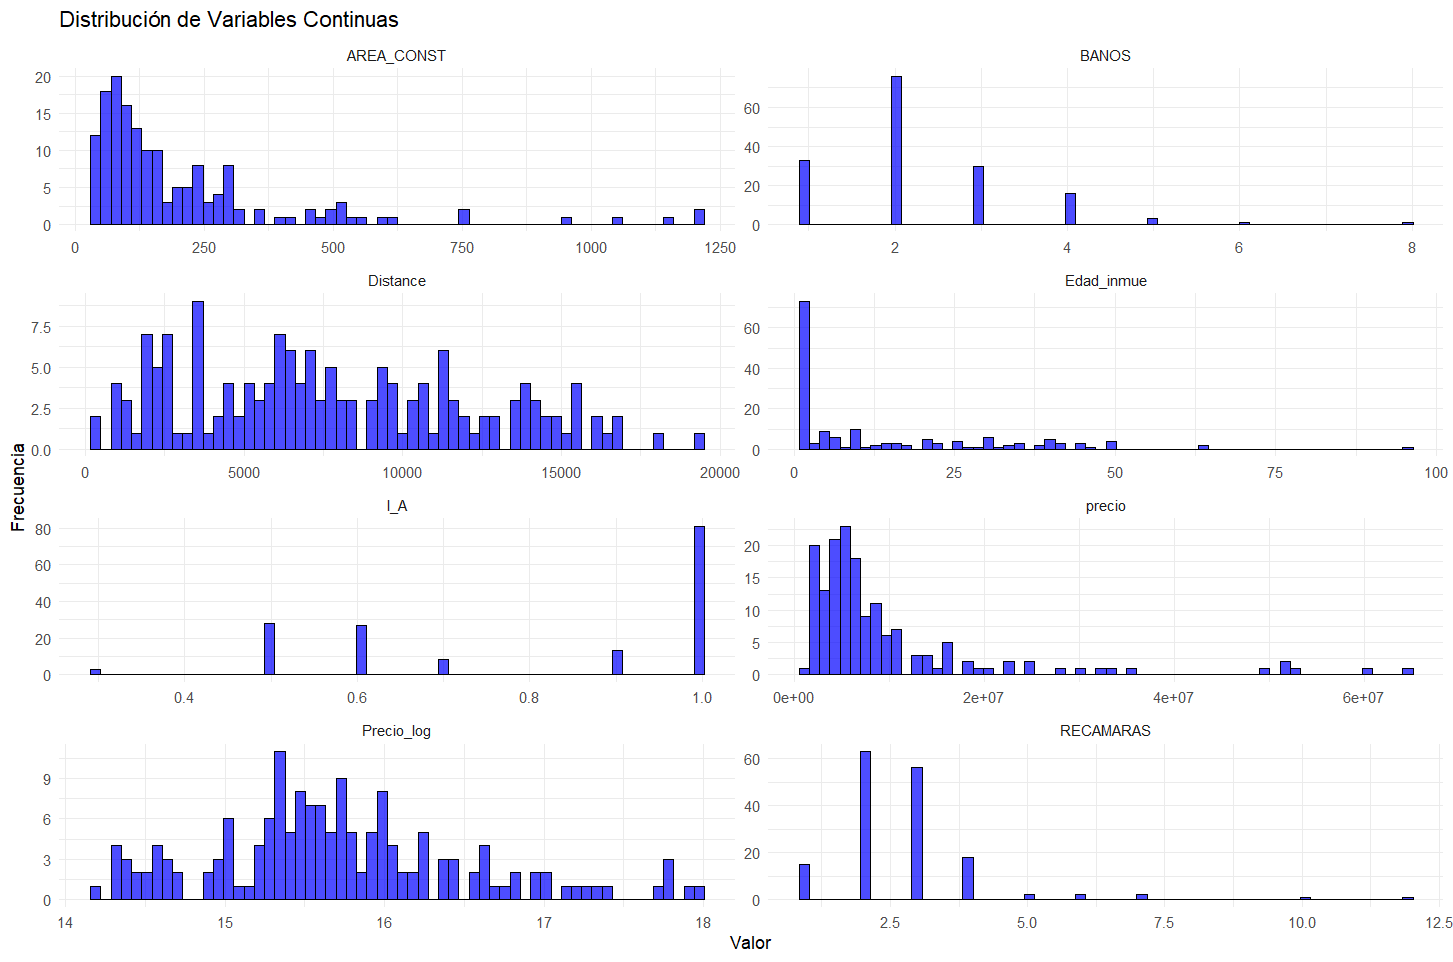 Distribución de Variables Continuas
AREA_CONST
20
15
10
5
0
0 250 500 750 1000 1250
BANOS
60
40
20
0
2 4 6 8
Distance
7.5
5.0
2.5
0.0
0 5000 10000 15000 20000
Edad_inmue
60
40
20
0
0 25 50 75 100
I_A
80
60
40
20
0
0.4 0.6 0.8 1.0
precio
20
15
10
5
0
0e+00 2e+07 4e+07 6e+07
Precio_log
9
6
3
0
14 15 16 17 18
RECAMARAS
60
40
20
0
2.5 5.0 7.5 10.0 12.5
Frecuencia
Valor